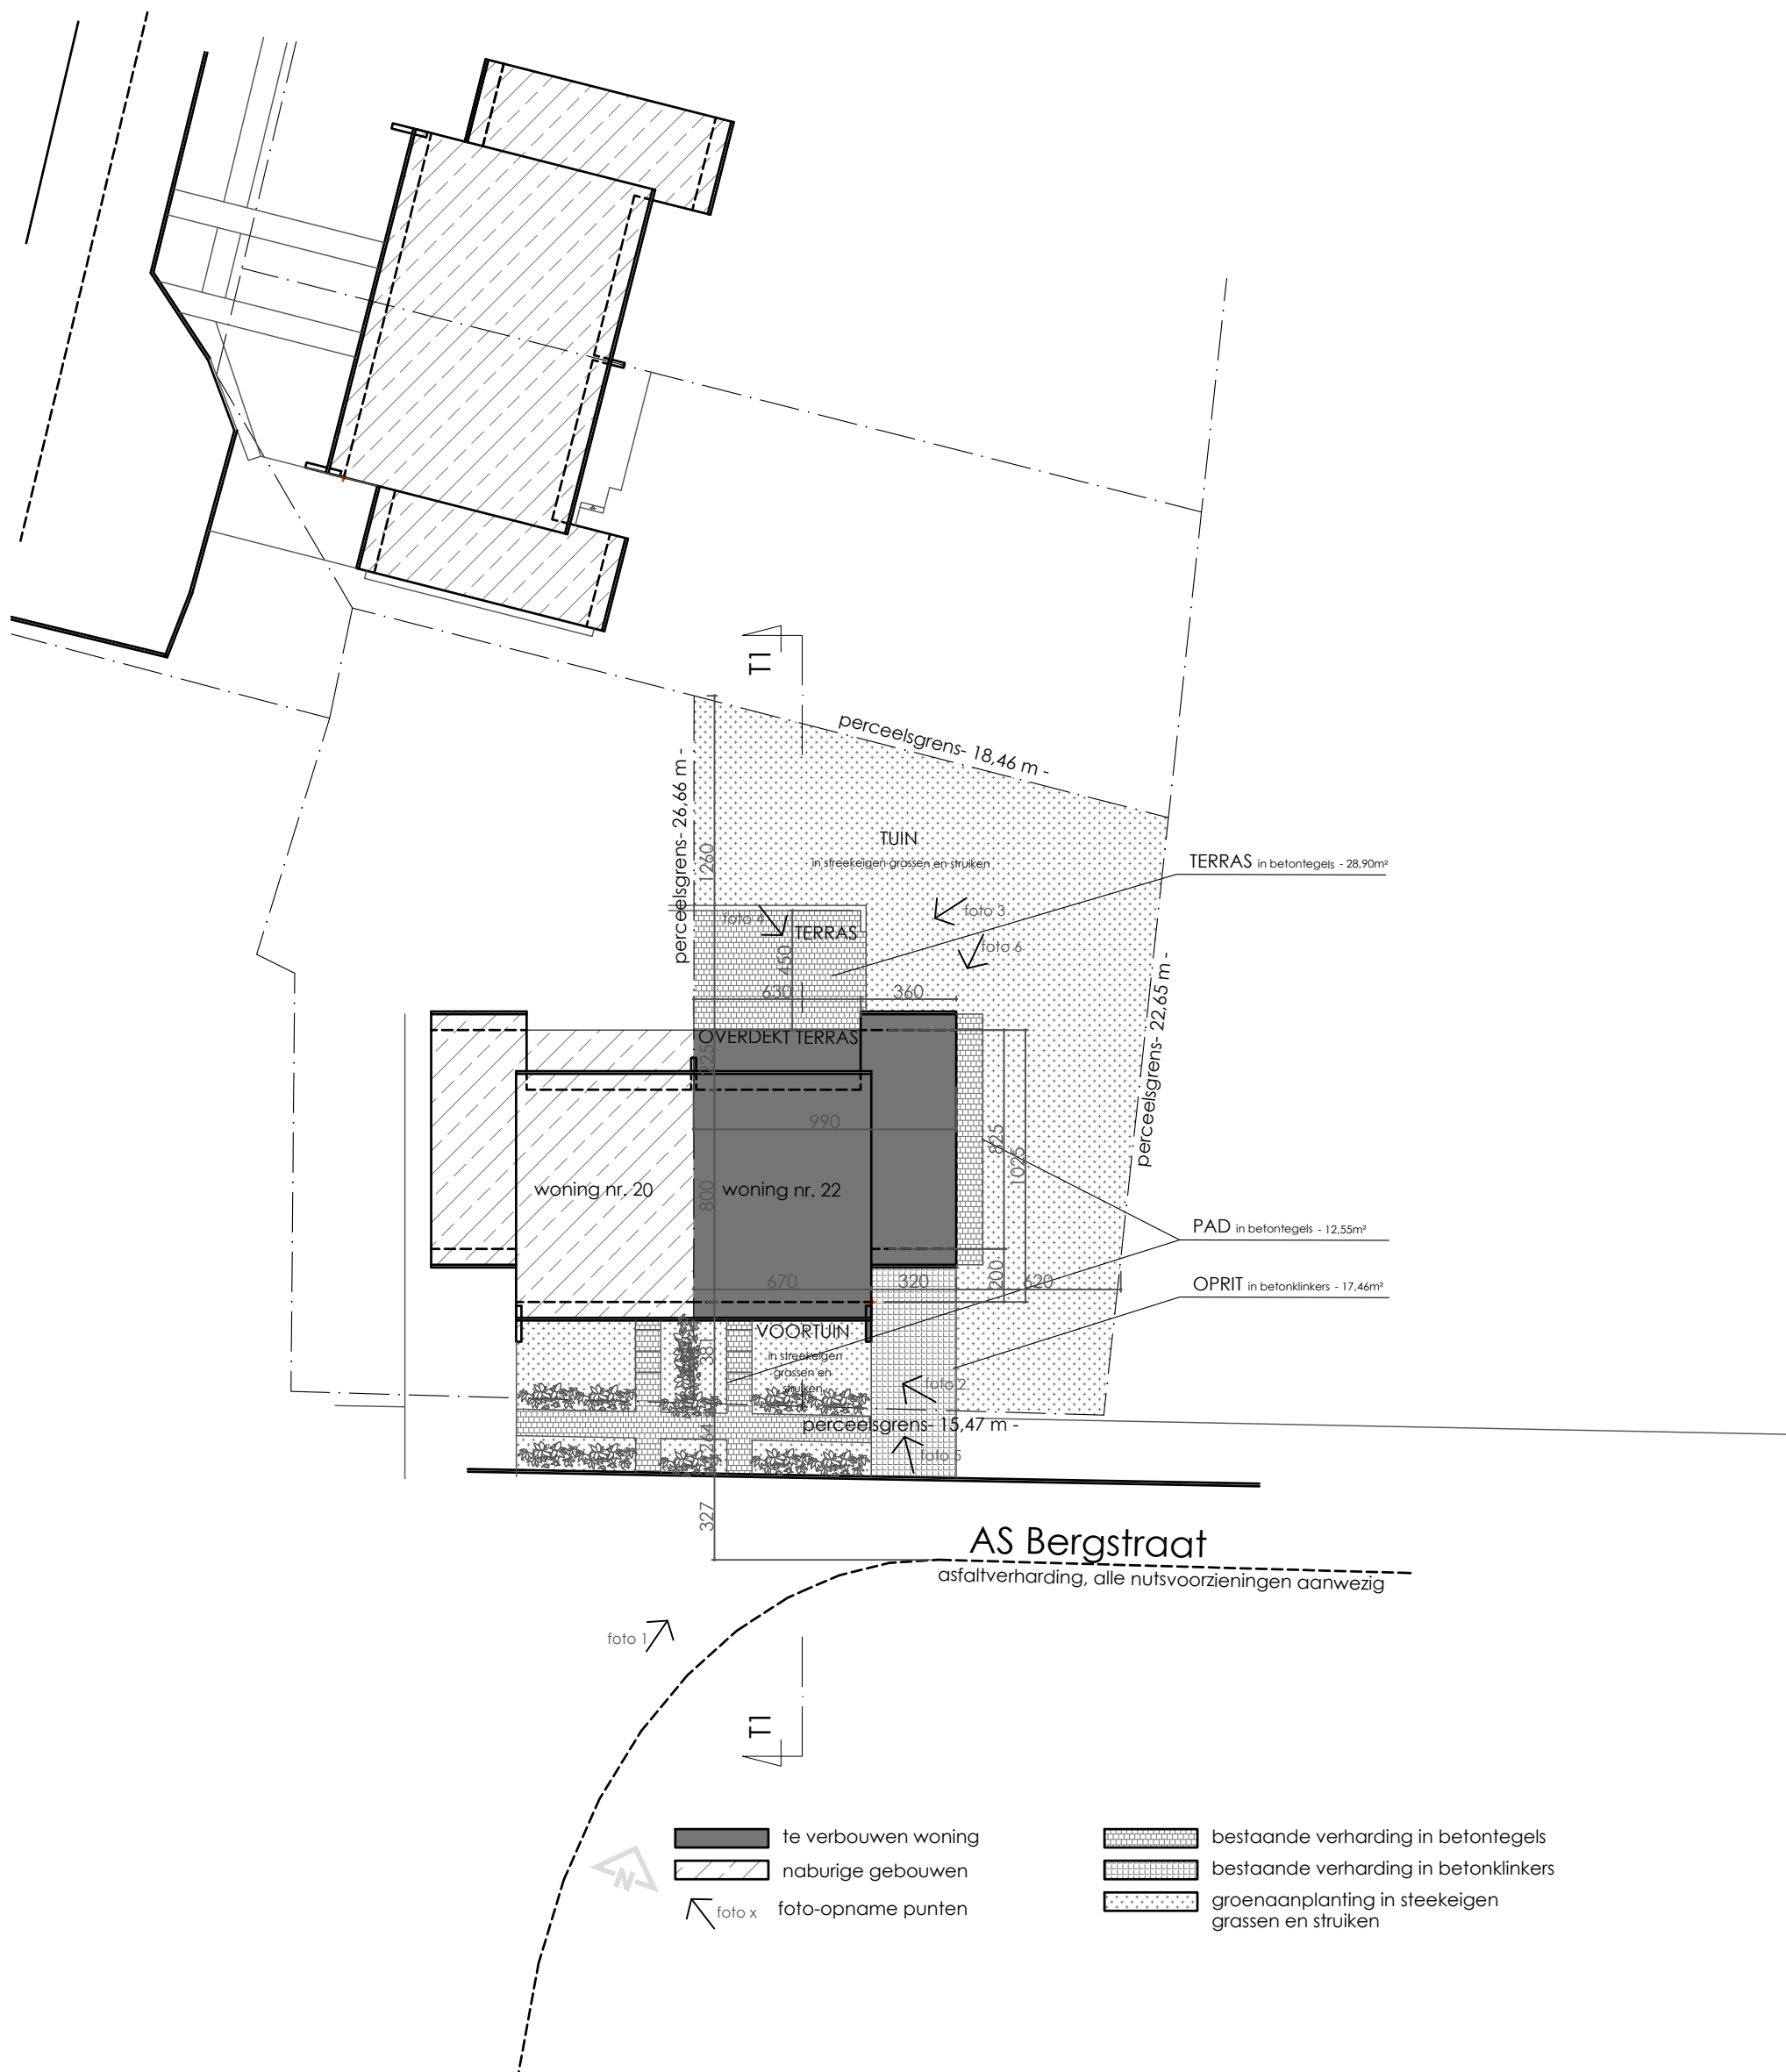 T1
perceelsgrens- 18,46 m -
perceelsgrens- 26,66 m -
1260
TUIN
in streekeigen grassen en struiken
TERRAS in betontegels - 28,90m²
foto 4
foto 3
TERRAS
foto 6
450
630
360
perceelsgrens- 22,65 m -
OVERDEKT TERRAS
225
990
825
1025
woning nr. 20
woning nr. 22
800
PAD in betontegels - 12,55m²
670
320
200
620
OPRIT in betonklinkers - 17,46m²
VOORTUIN
in streekeigen
grassen en
struiken
381
foto 2
perceelsgrens- 15,47 m -
264
foto 5
327
AS Bergstraat
asfaltverharding, alle nutsvoorzieningen aanwezig
foto 1
T1
N
te verbouwen woning
naburige gebouwen
foto x foto-opname punten
bestaande verharding in betontegels
bestaande verharding in betonklinkers
groenaanplanting in steekeigen
grassen en struiken